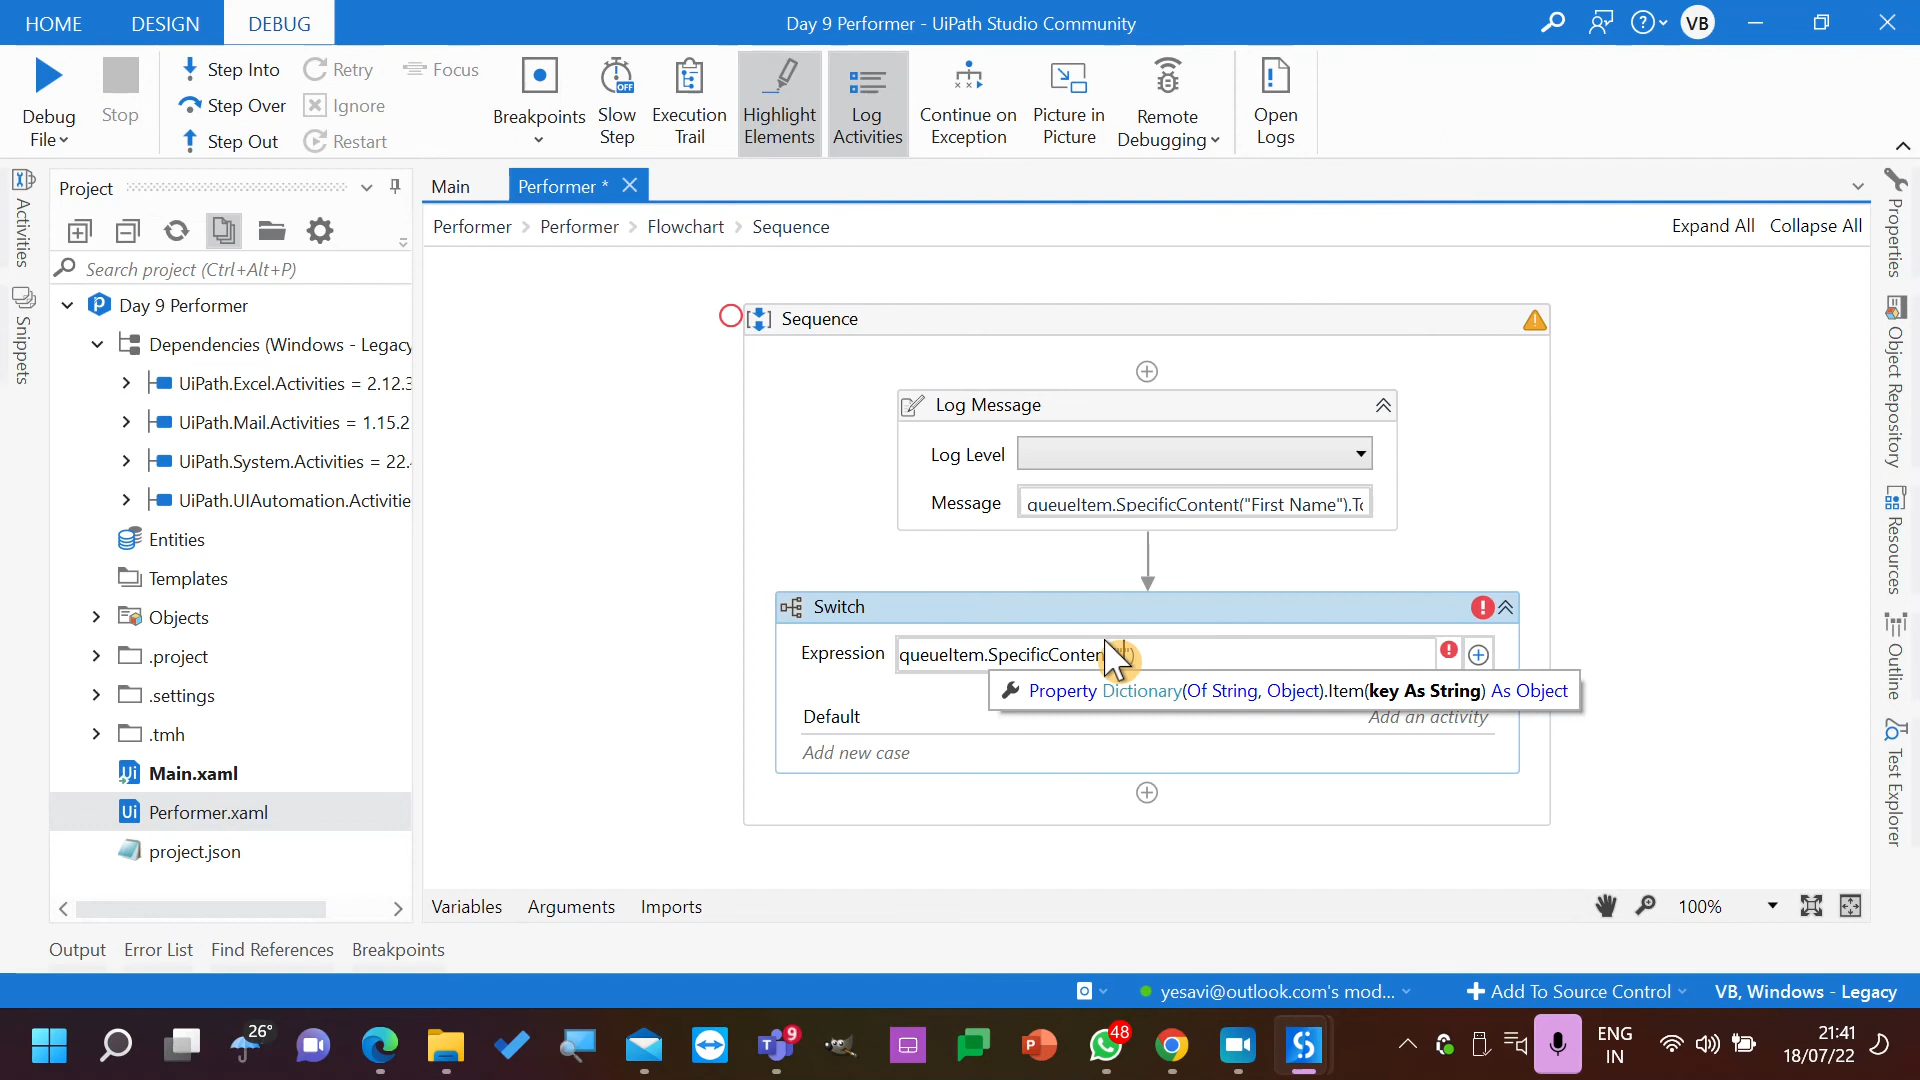 HOME DESIGN DEBUG Day 9 Performer - UiPath Studio Community VB
Debug File
Stop
Step Into
Step Over
Step Out
Retry
Ignore
Restart
Focus
Breakpoints
Slow Step
Execution Trail
Highlight Elements
Log Activities
Continue on Exception
Picture in Picture
Remote Debugging
Open Logs
Activities
Snippets
Project
Search project (Ctrl+Alt+P)
Day 9 Performer
Dependencies (Windows - Legacy
UiPath.Excel.Activities = 2.12.3
UiPath.Mail.Activities = 1.15.2
UiPath.System.Activities = 22.
UiPath.UIAutomation.Activitie
Entities
Templates
Objects
.project
.settings
.tmh
Main.xaml
Performer.xaml
project.json
Main Performer *
Performer Performer Flowchart Sequence Expand All Collapse All
Sequence
Log Message
Log Level
Message queueItem.SpecificContent("First Name").To
Switch
Expression queueItem.SpecificConten
Property Dictionary(Of String, Object).Item(key As String) As Object
Default Add an activity
Add new case
Variables Arguments Imports 100%
Properties
Object Repository
Resources
Outline
Test Explorer
Output Error List Find References Breakpoints
yesavi@outlook.com's mod... Add To Source Control VB, Windows - Legacy
26°
9
48
ENG
IN
21:41
18/07/22